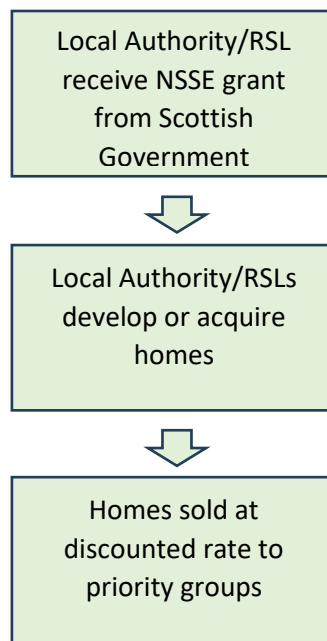 Local Authority/RSL
receive NSSE grant
from Scottish
Government
Local Authority/RSLs
develop or acquire
homes
Homes sold at
discounted rate to
priority groups